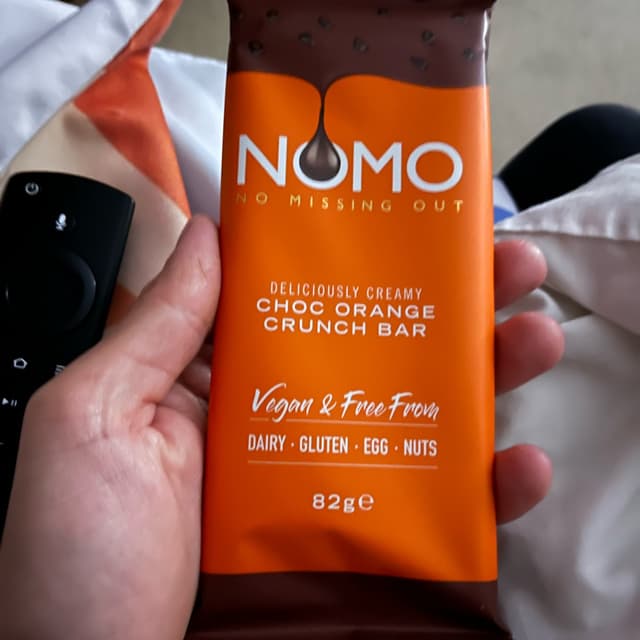 NOMO
NO MISSING OUT
DELICIOUSLY CREAMY
CHOC ORANGE
CRUNCH BAR
Vegan & Free From
DAIRY · GLUTEN · EGG · NUTS
82g℮